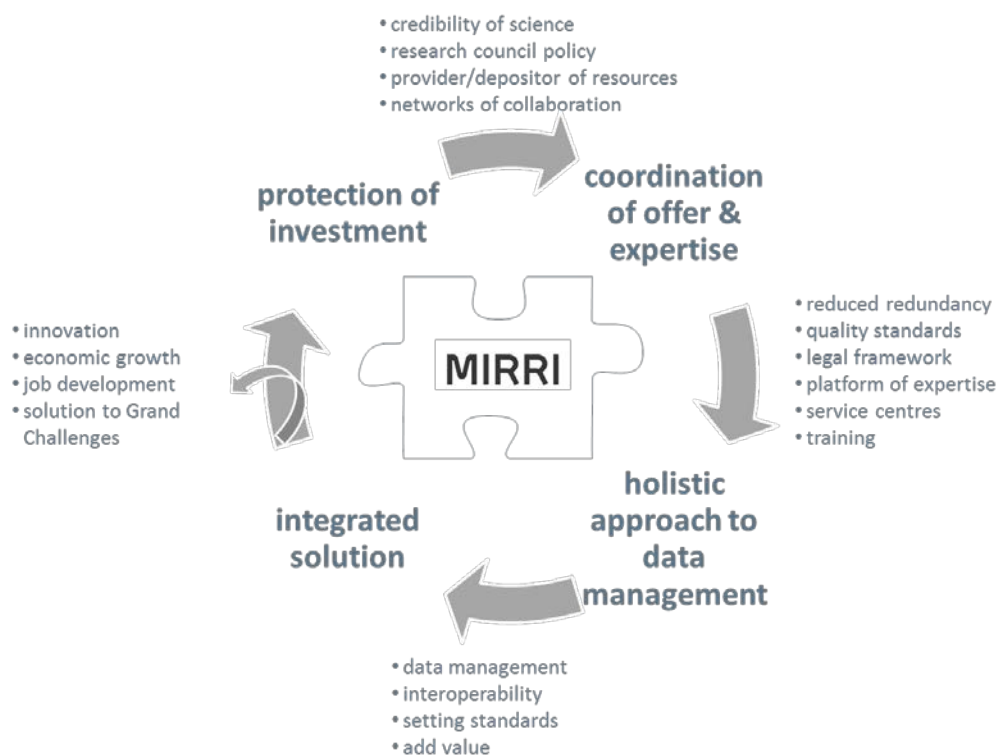 • credibility of science
• research council policy
• provider/depositor of resources
• networks of collaboration
protection of
investment
coordination
of offer &
expertise
• reduced redundancy
• quality standards
• legal framework
• platform of expertise
• service centres
• training
MIRRI
• innovation
• economic growth
• job development
• solution to Grand
Challenges
integrated
solution
holistic
approach to
data
management
• data management
• interoperability
• setting standards
• add value